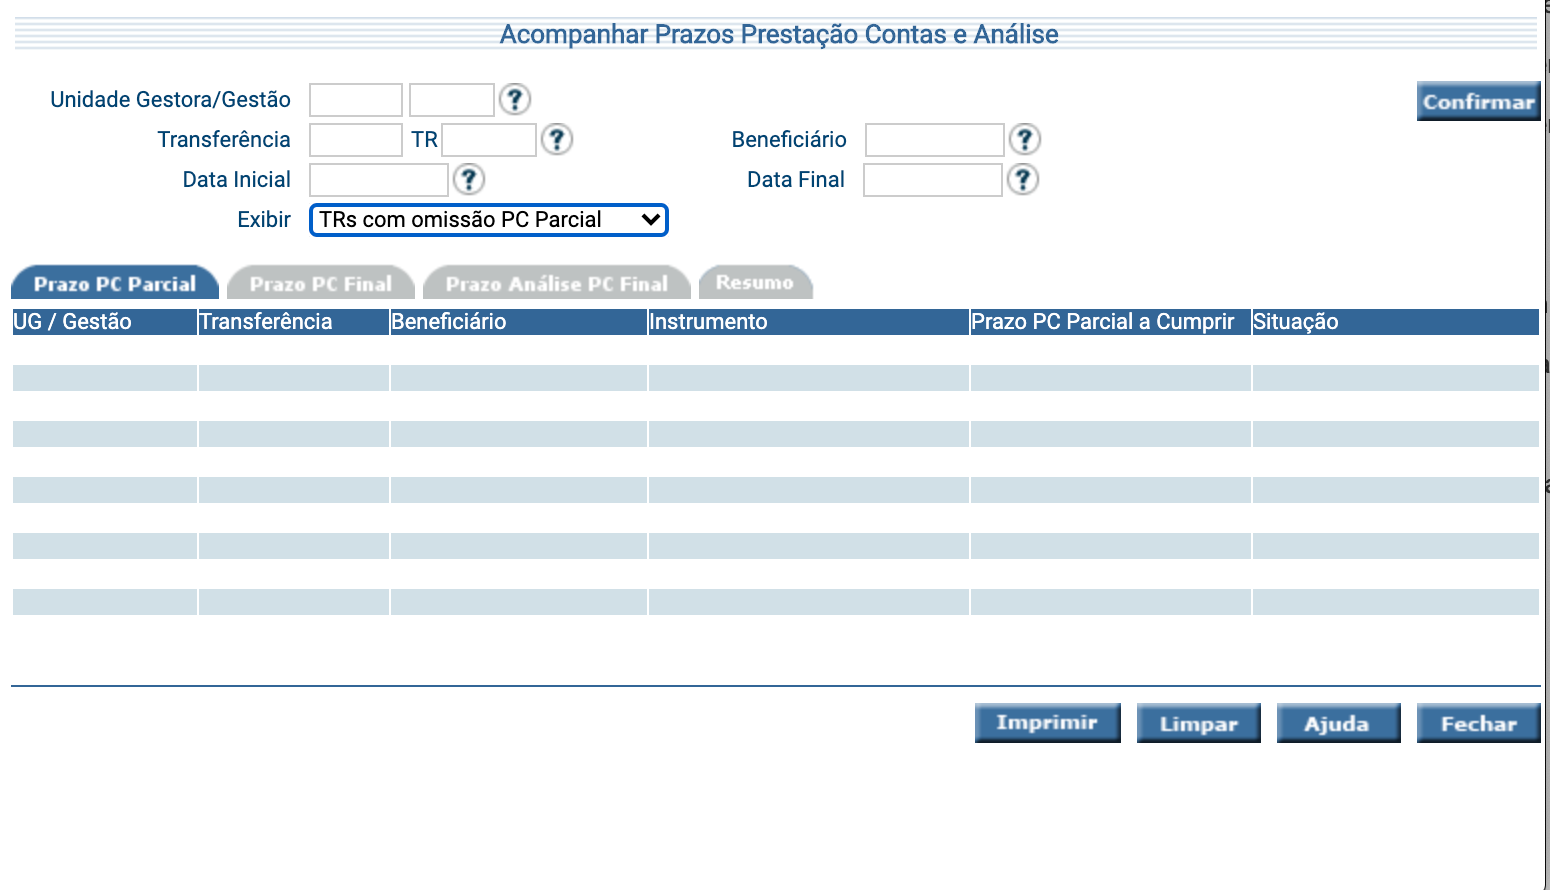 Acompanhar Prazos Prestação Contas e Análise
Unidade Gestora/Gestão ? Confirmar
Transferência TR ? Beneficiário ?
Data Inicial ? Data Final ?
Exibir TRs com omissão PC Parcial
Prazo PC Parcial Prazo PC Final Prazo Análise PC Final Resumo
UG / Gestão Transferência Beneficiário Instrumento Prazo PC Parcial a Cumprir Situação
Imprimir Limpar Ajuda Fechar